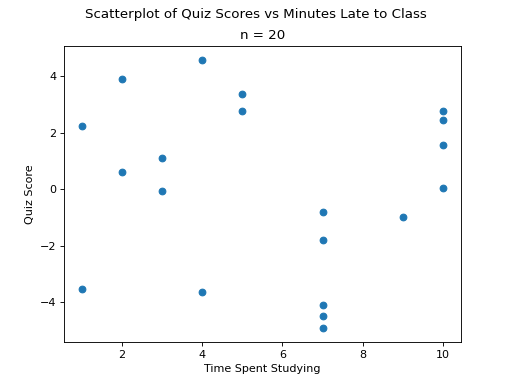 Scatterplot of Quiz Scores vs Minutes Late to Class
n = 20
4
2
0
−2
−4
Quiz Score
2 4 6 8 10
Time Spent Studying